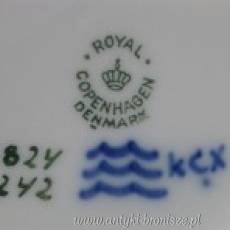 ROYAL
COPENHAGEN
DENMARK
824
242
KCX
www.antyki-bronisze.pl